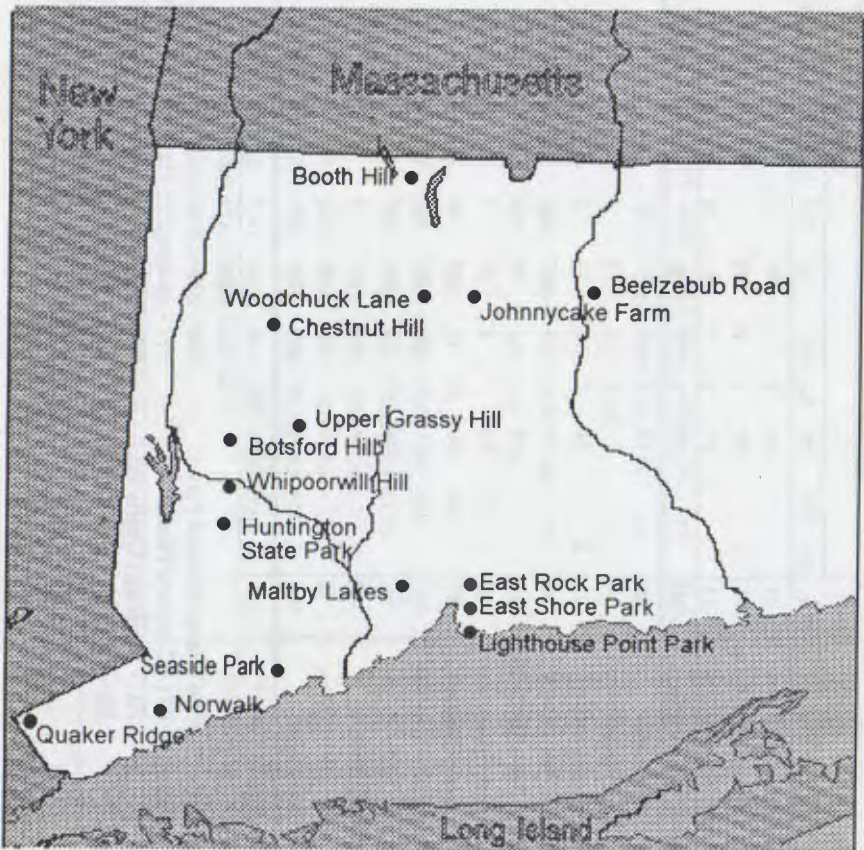 New
York
Massachusetts
Booth Hill
Woodchuck Lane
Johnnycake
Beelzebub Road
Farm
Chestnut Hill
Upper Grassy Hill
Botsford Hill
Whipoorwill Hill
Huntington
State Park
Maltby Lakes
East Rock Park
East Shore Park
Lighthouse Point Park
Seaside Park
Norwalk
Quaker Ridge
Long Island